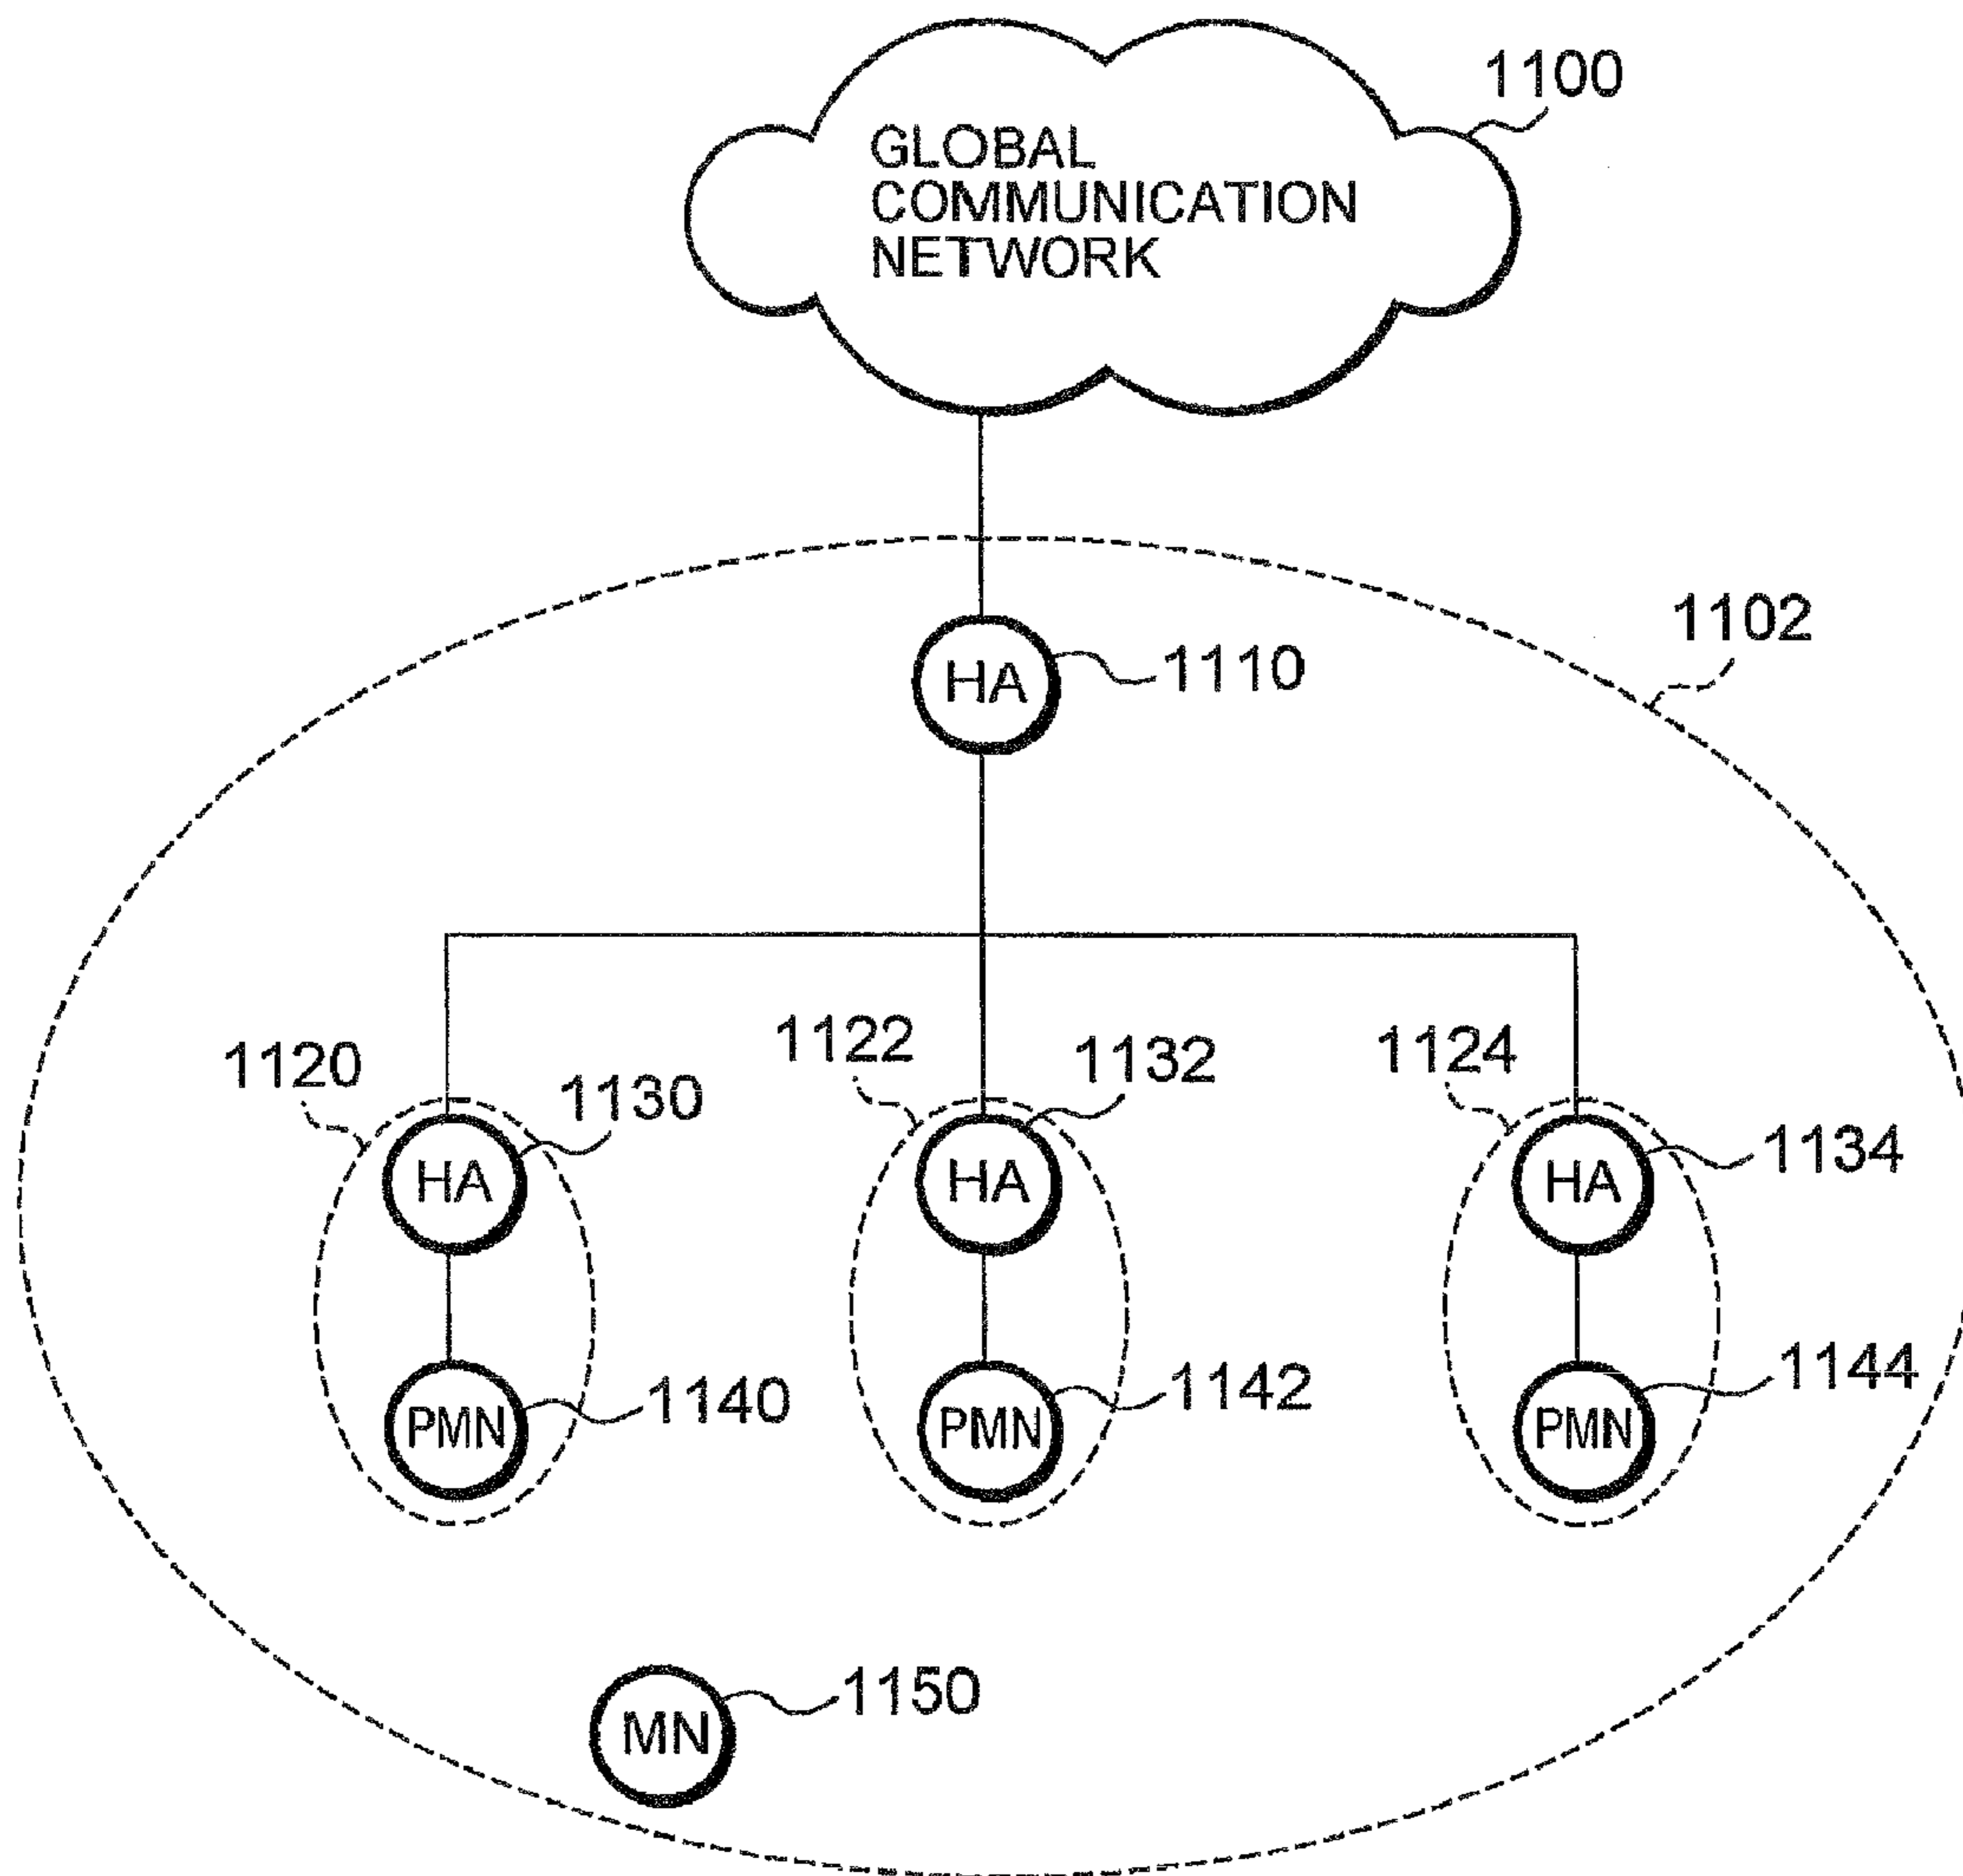 1100
GLOBAL
COMMUNICATION
NETWORK
1102
HA
1110
1120
1130
1122
1132
1124
1134
HA
HA
HA
PMN
1140
PMN
1142
PMN
1144
MN
1150